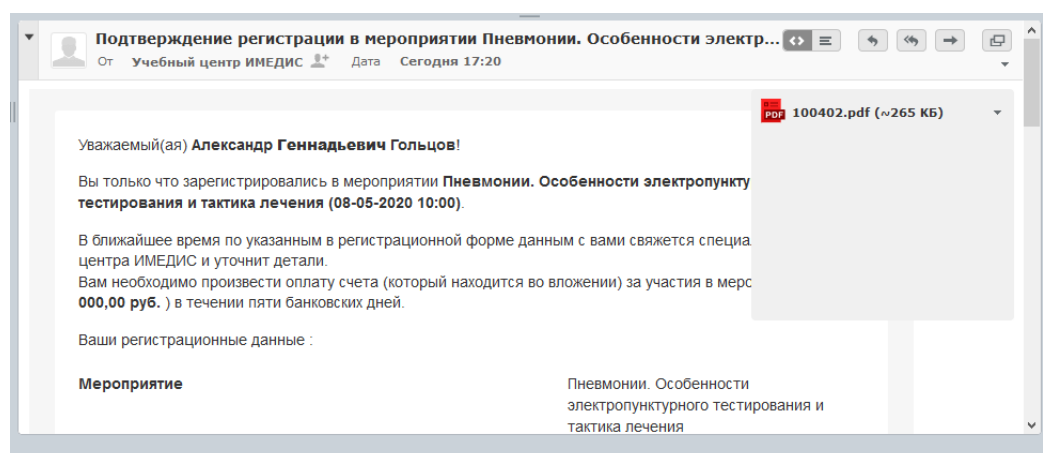 Подтверждение регистрации в мероприятии Пневмонии. Особенности электр...
От Учебный центр ИМЕДИС Дата Сегодня 17:20
100402.pdf (~265 КБ)
Уважаемый(ая) Александр Геннадьевич Гольцов!
Вы только что зарегистрировались в мероприятии Пневмонии. Особенности электропункту
тестирования и тактика лечения (08-05-2020 10:00).
В ближайшее время по указанным в регистрационной форме данным с вами свяжется специа
центра ИМЕДИС и уточнит детали.
Вам необходимо произвести оплату счета (который находится во вложении) за участия в меро
000,00 руб. ) в течении пяти банковских дней.
Ваши регистрационные данные :
Мероприятие
Пневмонии. Особенности
электропунктурного тестирования и
тактика лечения